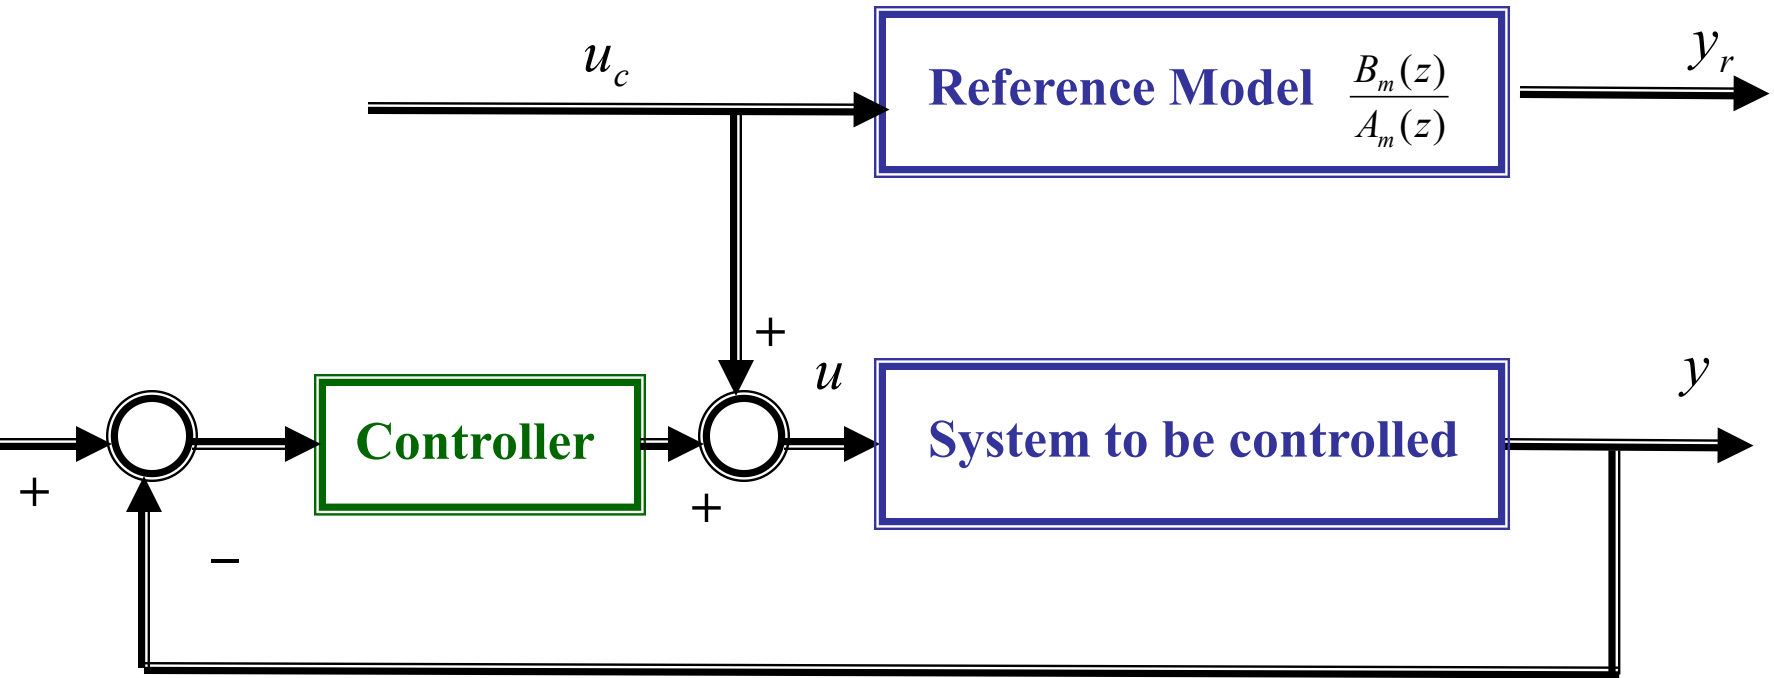 u_c
Reference Model B_m(z)
A_m(z)
y_r
+
u
y
Controller
System to be controlled
+
+
−